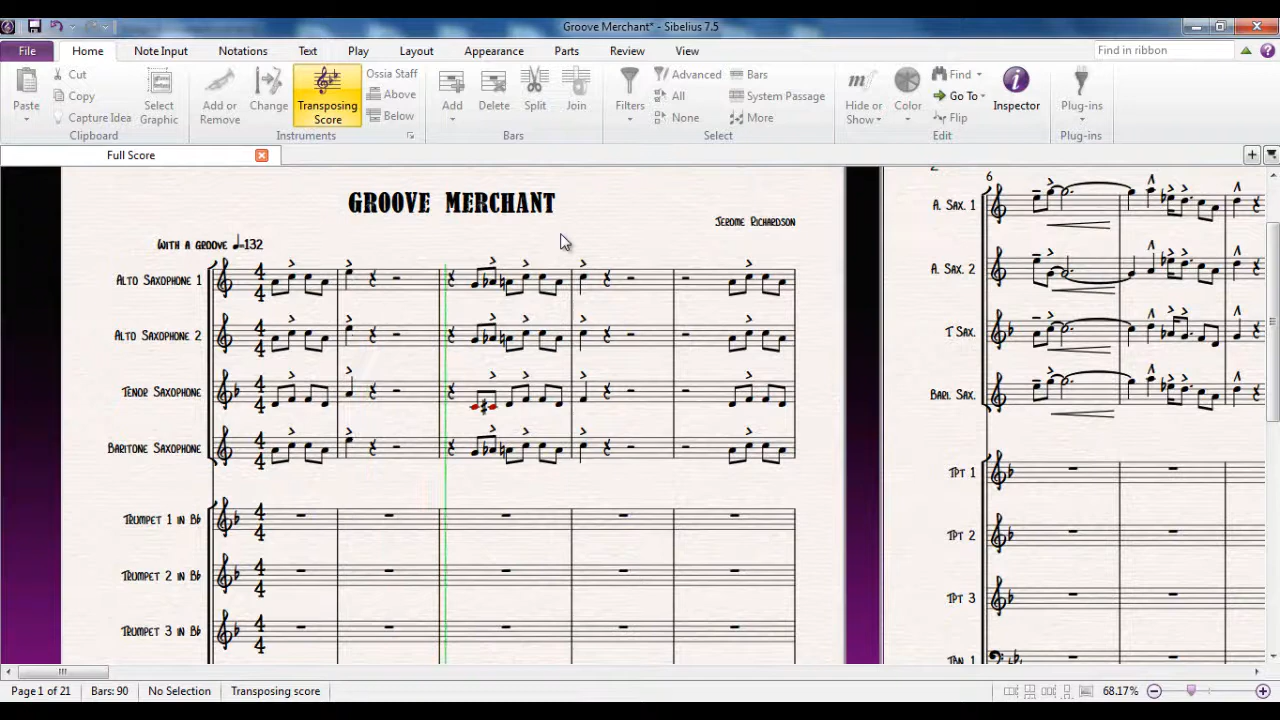 Groove Merchant* - Sibelius 7.5
File Home Note Input Notations Text Play Layout Appearance Parts Review View Find in ribbon
Paste Cut Copy Capture Idea Select Graphic
Clipboard
Add or Remove Change Transposing Score Ossia Staff Above Below
Instruments
Add Delete Split Join
Bars
Filters Advanced All None Bars System Passage More
Select
Hide or Show Color Find Go To Flip Inspector
Edit
Plug-ins
Plug-ins
Full Score
GROOVE MERCHANT
JEROME RICHARDSON
WITH A GROOVE ♩=132
ALTO SAXOPHONE 1
ALTO SAXOPHONE 2
TENOR SAXOPHONE
BARITONE SAXOPHONE
TRUMPET 1 IN B♭
TRUMPET 2 IN B♭
TRUMPET 3 IN B♭
6
A. SAX. 1
A. SAX. 2
T SAX.
BARI. SAX.
TPT 1
TPT 2
TPT 3
Page 1 of 21 Bars: 90 No Selection Transposing score 68.17%